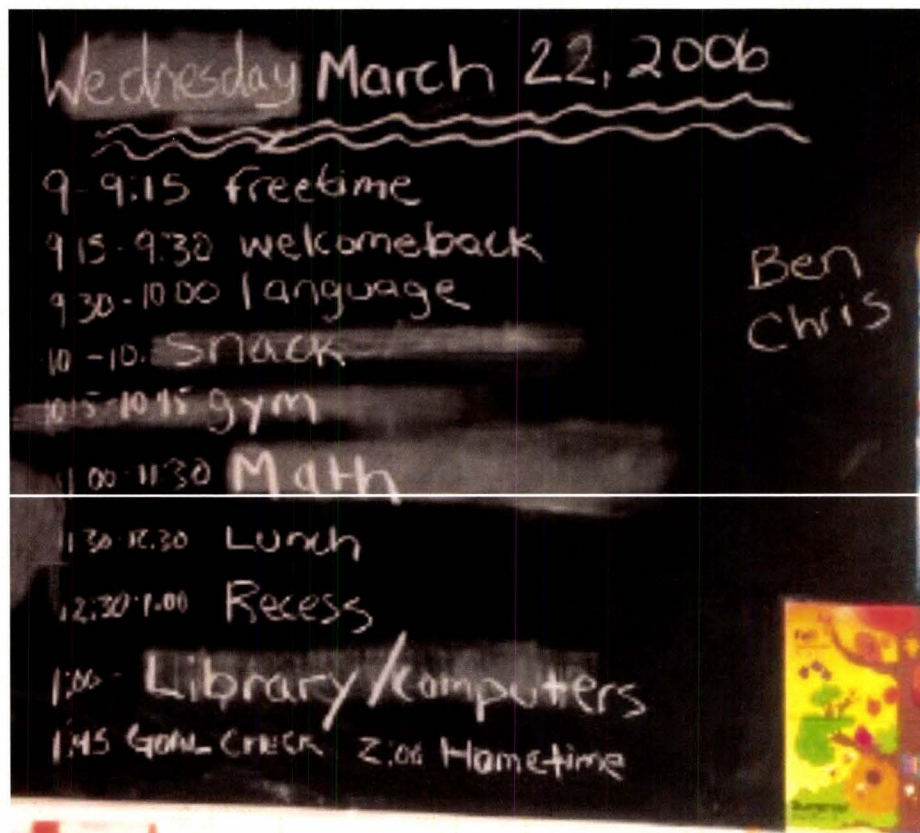 Wednesday March 22, 2006
9-9:15 freetime
9 15-9:30 welcomeback
9 30-10 00 language
10-10. Snack
10 15-10 45 gym
11 00-11 30 Math
11 30-12.30 Lunch
12:30-1.00 Recess
1:00- Library/computers
1:45 GOAL CHECK 2:00 Hometime
Ben
Chris
Fall
Summer